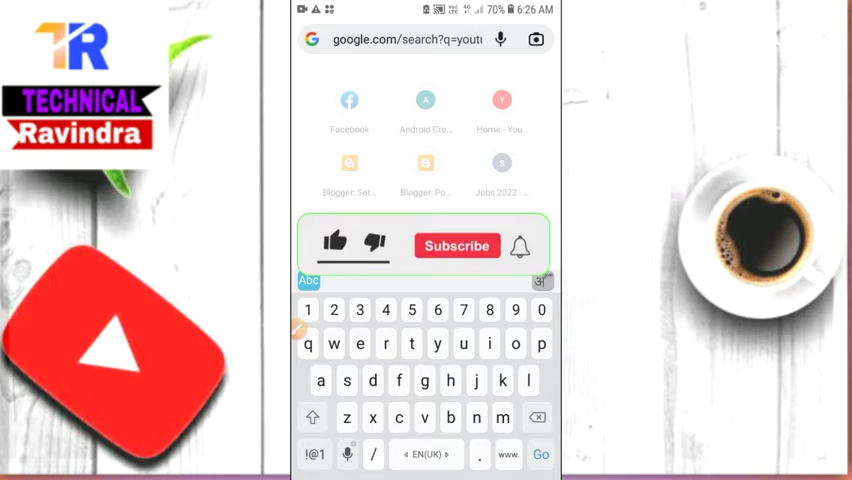 TR
TECHNICAL
Ravindra
4G 70% 6:26 AM
google.com/search?q=youtu
Facebook
Android Cre...
Home - You...
Blogger: Set...
Blogger: Po...
Jobs 2022 - ...
A
Y
S
Subscribe
Abc
अ
1 2 3 4 5 6 7 8 9 0
q w e r t y u i o p
a s d f g h j k l
z x c v b n m
!@1 / EN(UK) . www. Go